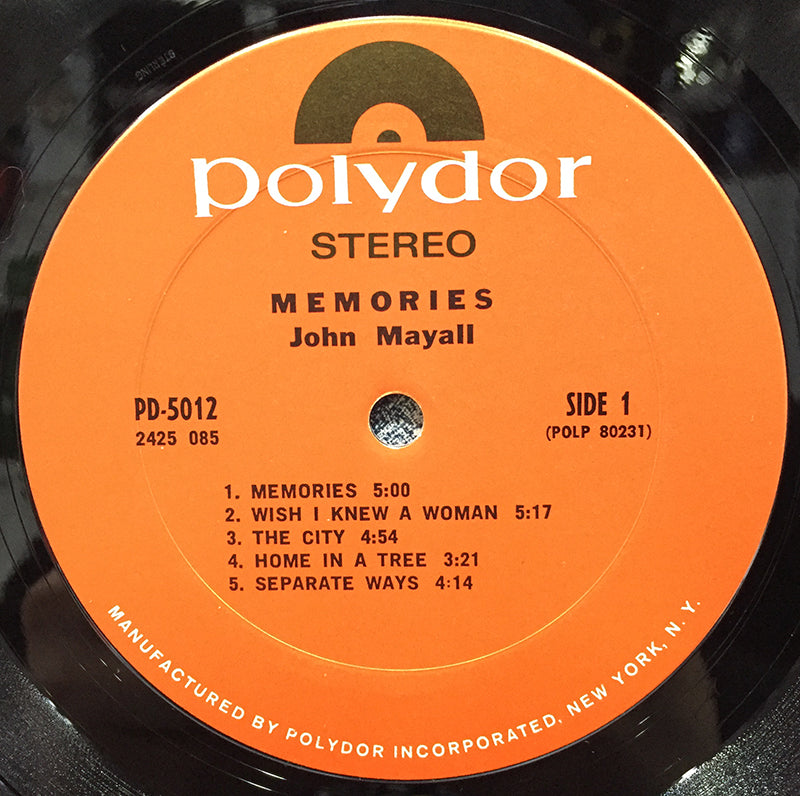 STERLING
polydor
STEREO
MEMORIES
John Mayall
PD-5012
2425 085
SIDE 1
(POLP 80231)
1. MEMORIES 5:00
2. WISH I KNEW A WOMAN 5:17
3. THE CITY 4:54
4. HOME IN A TREE 3:21
5. SEPARATE WAYS 4:14
MANUFACTURED BY POLYDOR INCORPORATED, NEW YORK, N. Y.